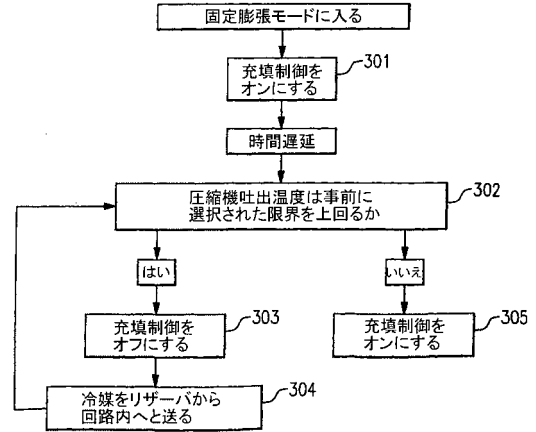 固定膨張モードに入る
充填制御を
オンにする
301
時間遅延
圧縮機吐出温度は事前に
選択された限界を上回るか
302
はい
いいえ
充填制御を
オフにする
303
充填制御を
オンにする
305
冷媒をリザーバから
回路内へと送る
304